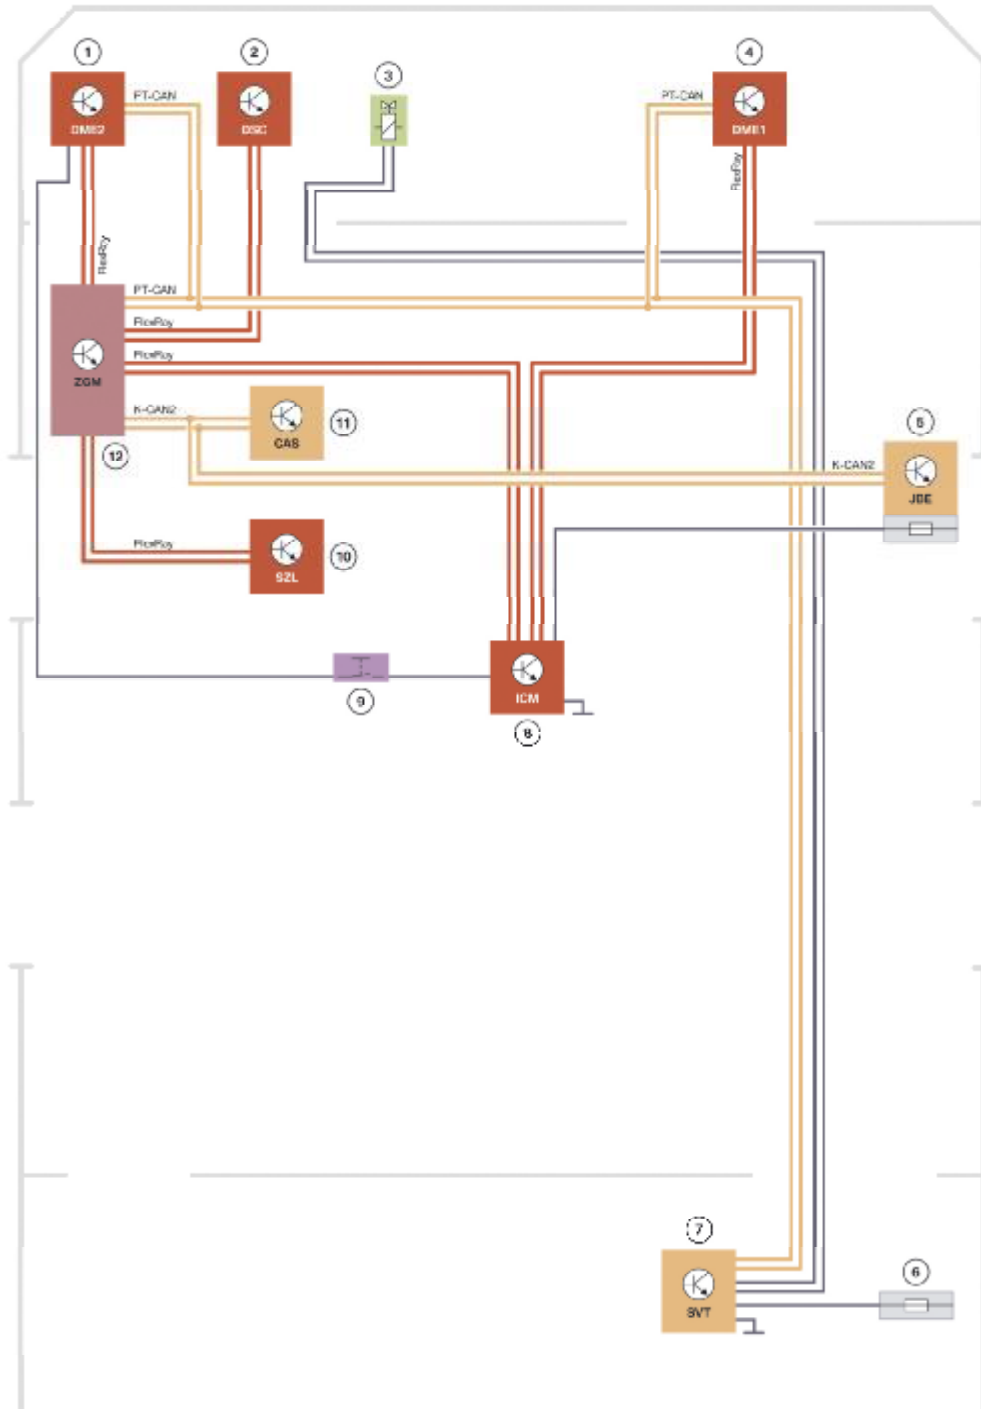 1
2
3
4
PT-CAN
PT-CAN
DME2
DSC
DME1
FlexRay
FlexRay
PT-CAN
FlexRay
FlexRay
ZGM
K-CAN2
CAS
11
5
12
K-CAN2
JBE
FlexRay
SZL
10
ICM
9
8
7
6
SVT